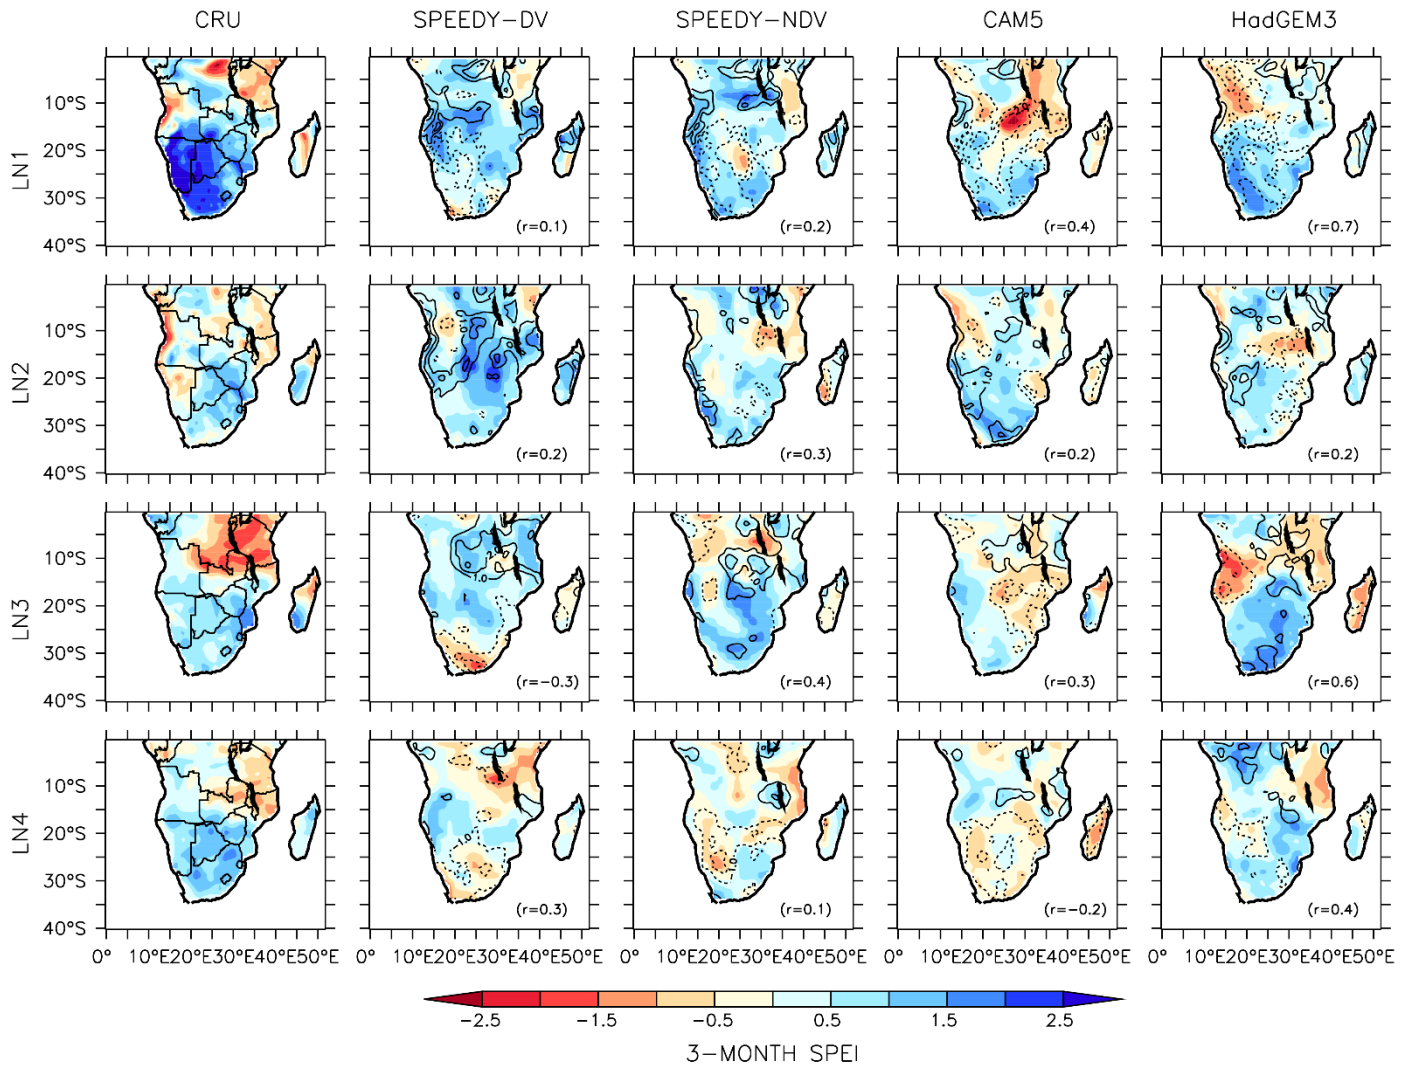 CRU SPEEDY-DV SPEEDY-NDV CAM5 HadGEM3
LN1
10°S
20°S
30°S
40°S
(r=0.1) (r=0.2) (r=0.4) (r=0.7)
LN2
10°S
20°S
30°S
40°S
(r=0.2) (r=0.3) (r=0.2) (r=0.2)
LN3
10°S
20°S
30°S
40°S
1.0
(r=-0.3) (r=0.4) (r=0.3) (r=0.6)
LN4
10°S
20°S
30°S
40°S
(r=0.3) (r=0.1) (r=-0.2) (r=0.4)
0° 10°E20°E30°E40°E50°E 0° 10°E20°E30°E40°E50°E 0° 10°E20°E30°E40°E50°E 0° 10°E20°E30°E40°E50°E 0° 10°E20°E30°E40°E50°E
-2.5 -1.5 -0.5 0.5 1.5 2.5
3-MONTH SPEI